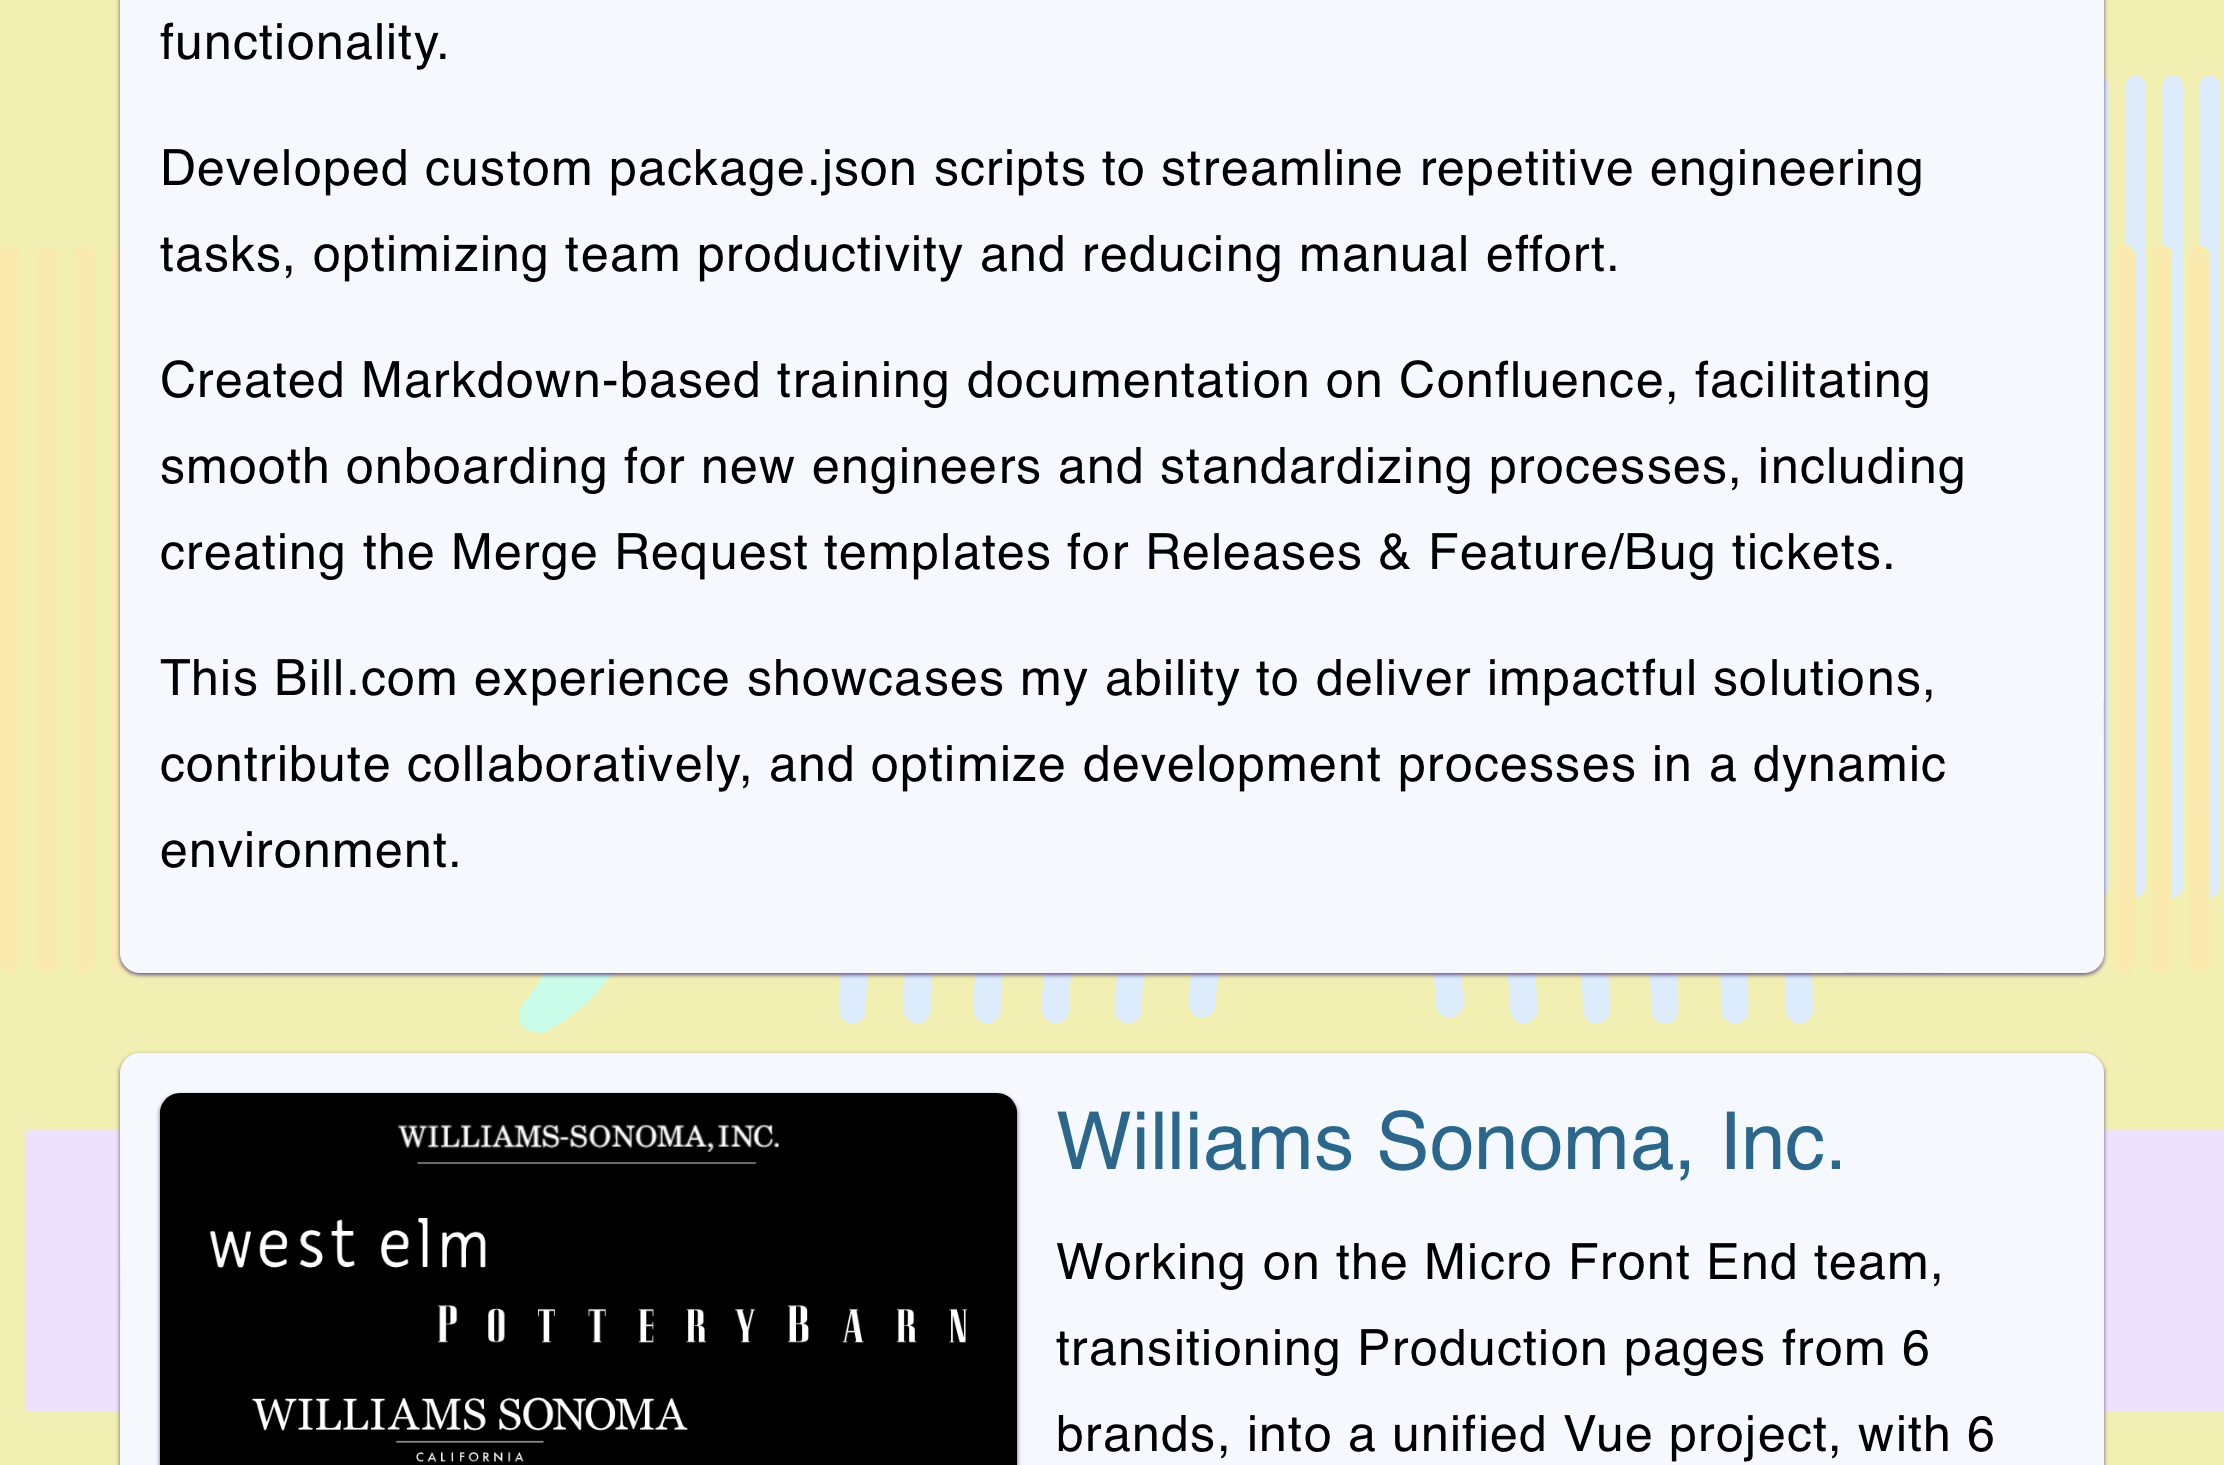 functionality.
Developed custom package.json scripts to streamline repetitive engineering
tasks, optimizing team productivity and reducing manual effort.
Created Markdown-based training documentation on Confluence, facilitating
smooth onboarding for new engineers and standardizing processes, including
creating the Merge Request templates for Releases & Feature/Bug tickets.
This Bill.com experience showcases my ability to deliver impactful solutions,
contribute collaboratively, and optimize development processes in a dynamic
environment.
WILLIAMS-SONOMA, INC.
west elm
POTTERY BARN
WILLIAMS SONOMA
CALIFORNIA
Williams Sonoma, Inc.
Working on the Micro Front End team,
transitioning Production pages from 6
brands, into a unified Vue project, with 6